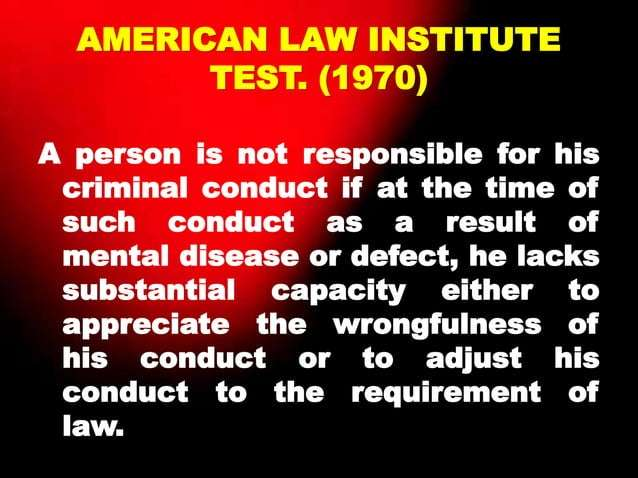 AMERICAN LAW INSTITUTE
TEST. (1970)
A person is not responsible for his
criminal conduct if at the time of
such conduct as a result of
mental disease or defect, he lacks
substantial capacity either to
appreciate the wrongfulness of
his conduct or to adjust his
conduct to the requirement of
law.